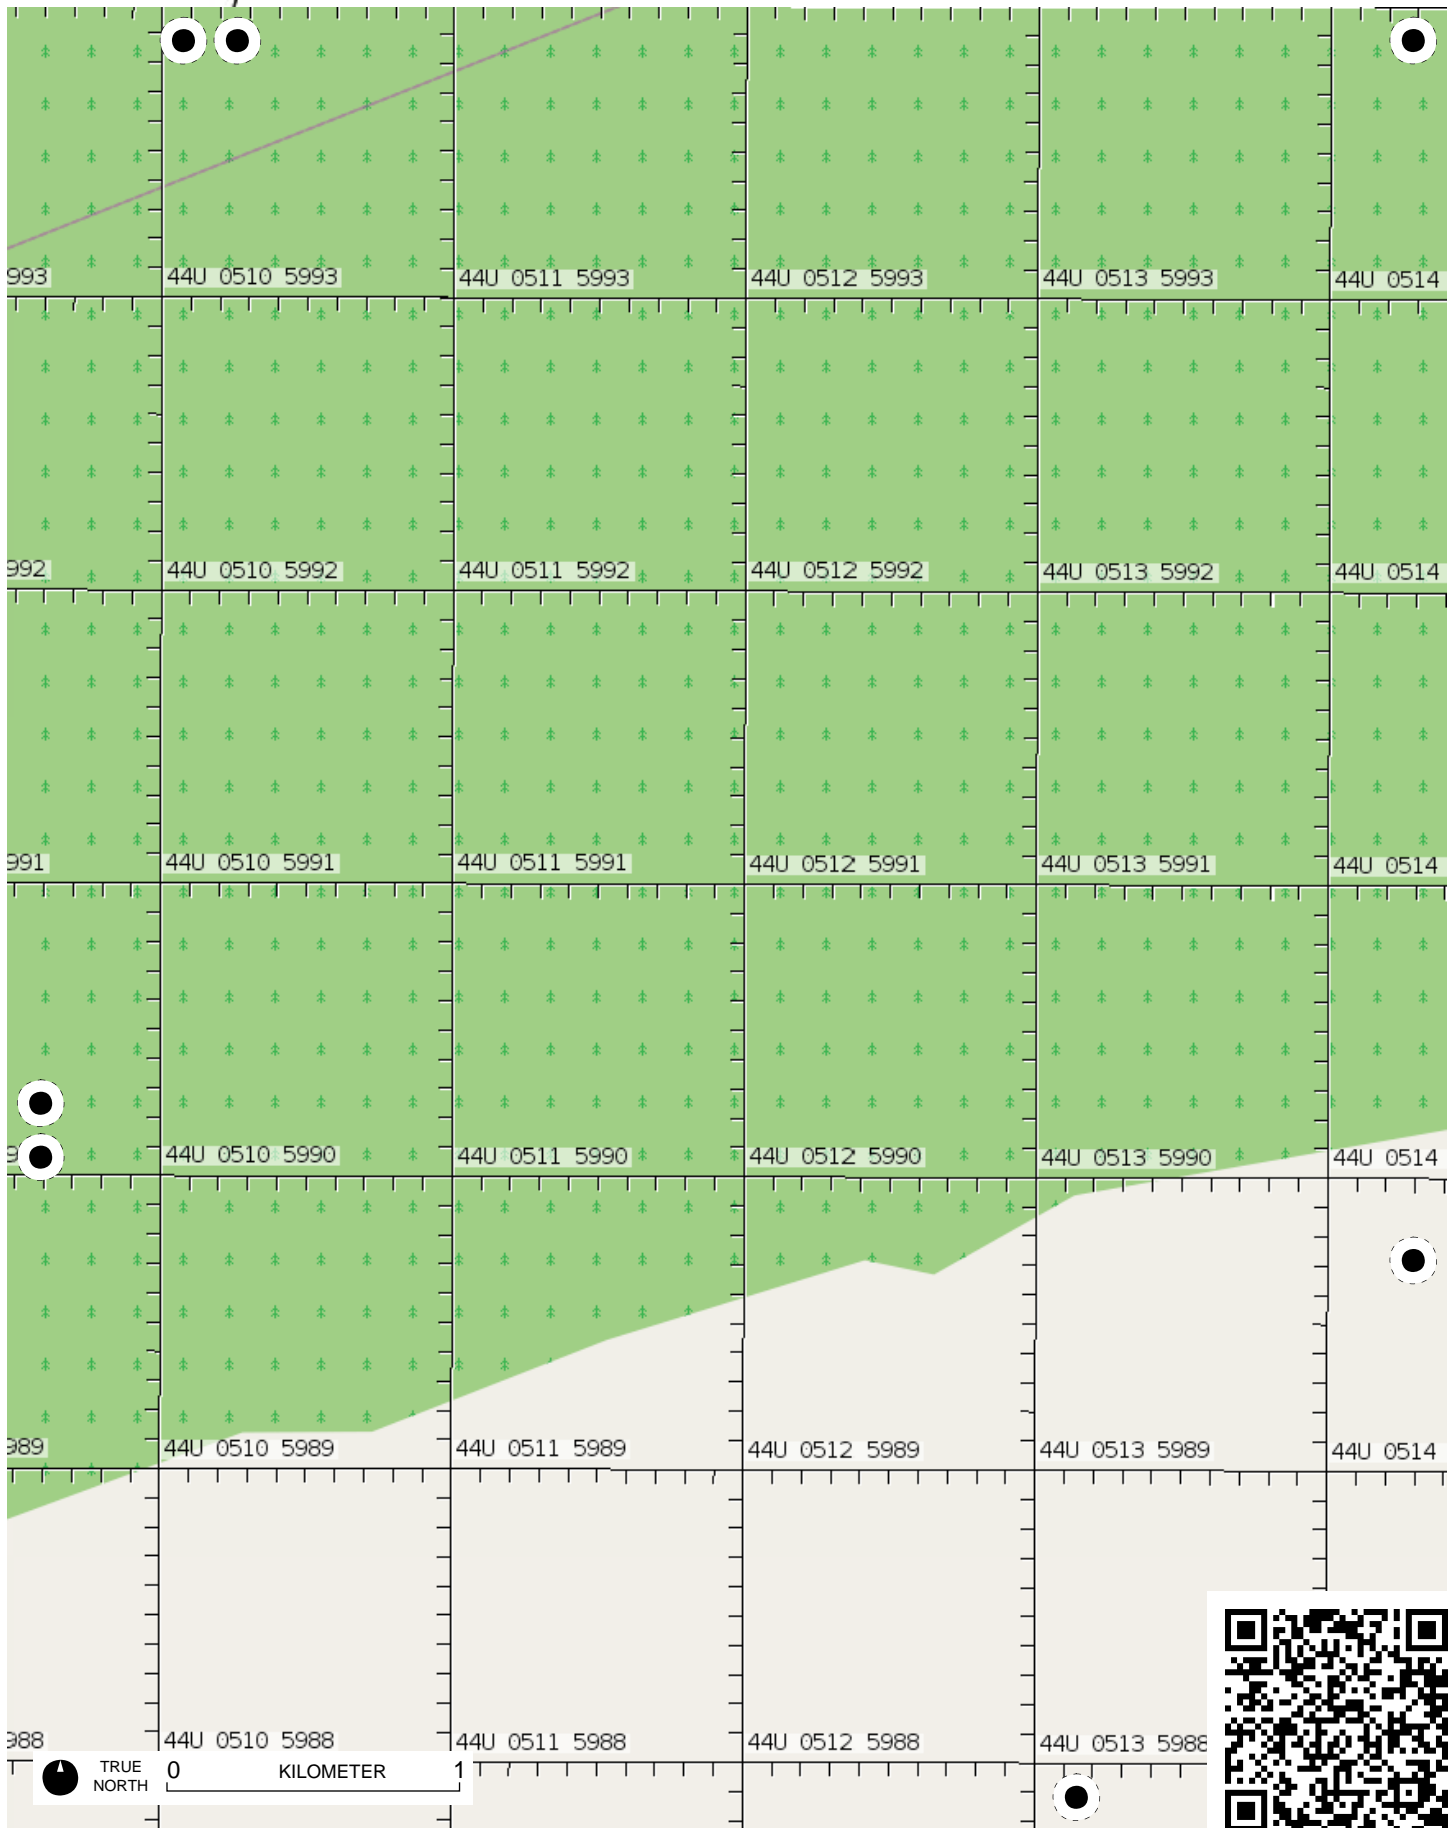 993 44U 0510 5993 44U 0511 5993 44U 0512 5993 44U 0513 5993 44U 0514
992 44U 0510 5992 44U 0511 5992 44U 0512 5992 44U 0513 5992 44U 0514
991 44U 0510 5991 44U 0511 5991 44U 0512 5991 44U 0513 5991 44U 0514
44U 0510 5990 44U 0511 5990 44U 0512 5990 44U 0513 5990 44U 0514
989 44U 0510 5989 44U 0511 5989 44U 0512 5989 44U 0513 5989 44U 0514
988 44U 0510 5988 44U 0511 5988 44U 0512 5988 44U 0513 5988
TRUE
NORTH
0 KILOMETER 1